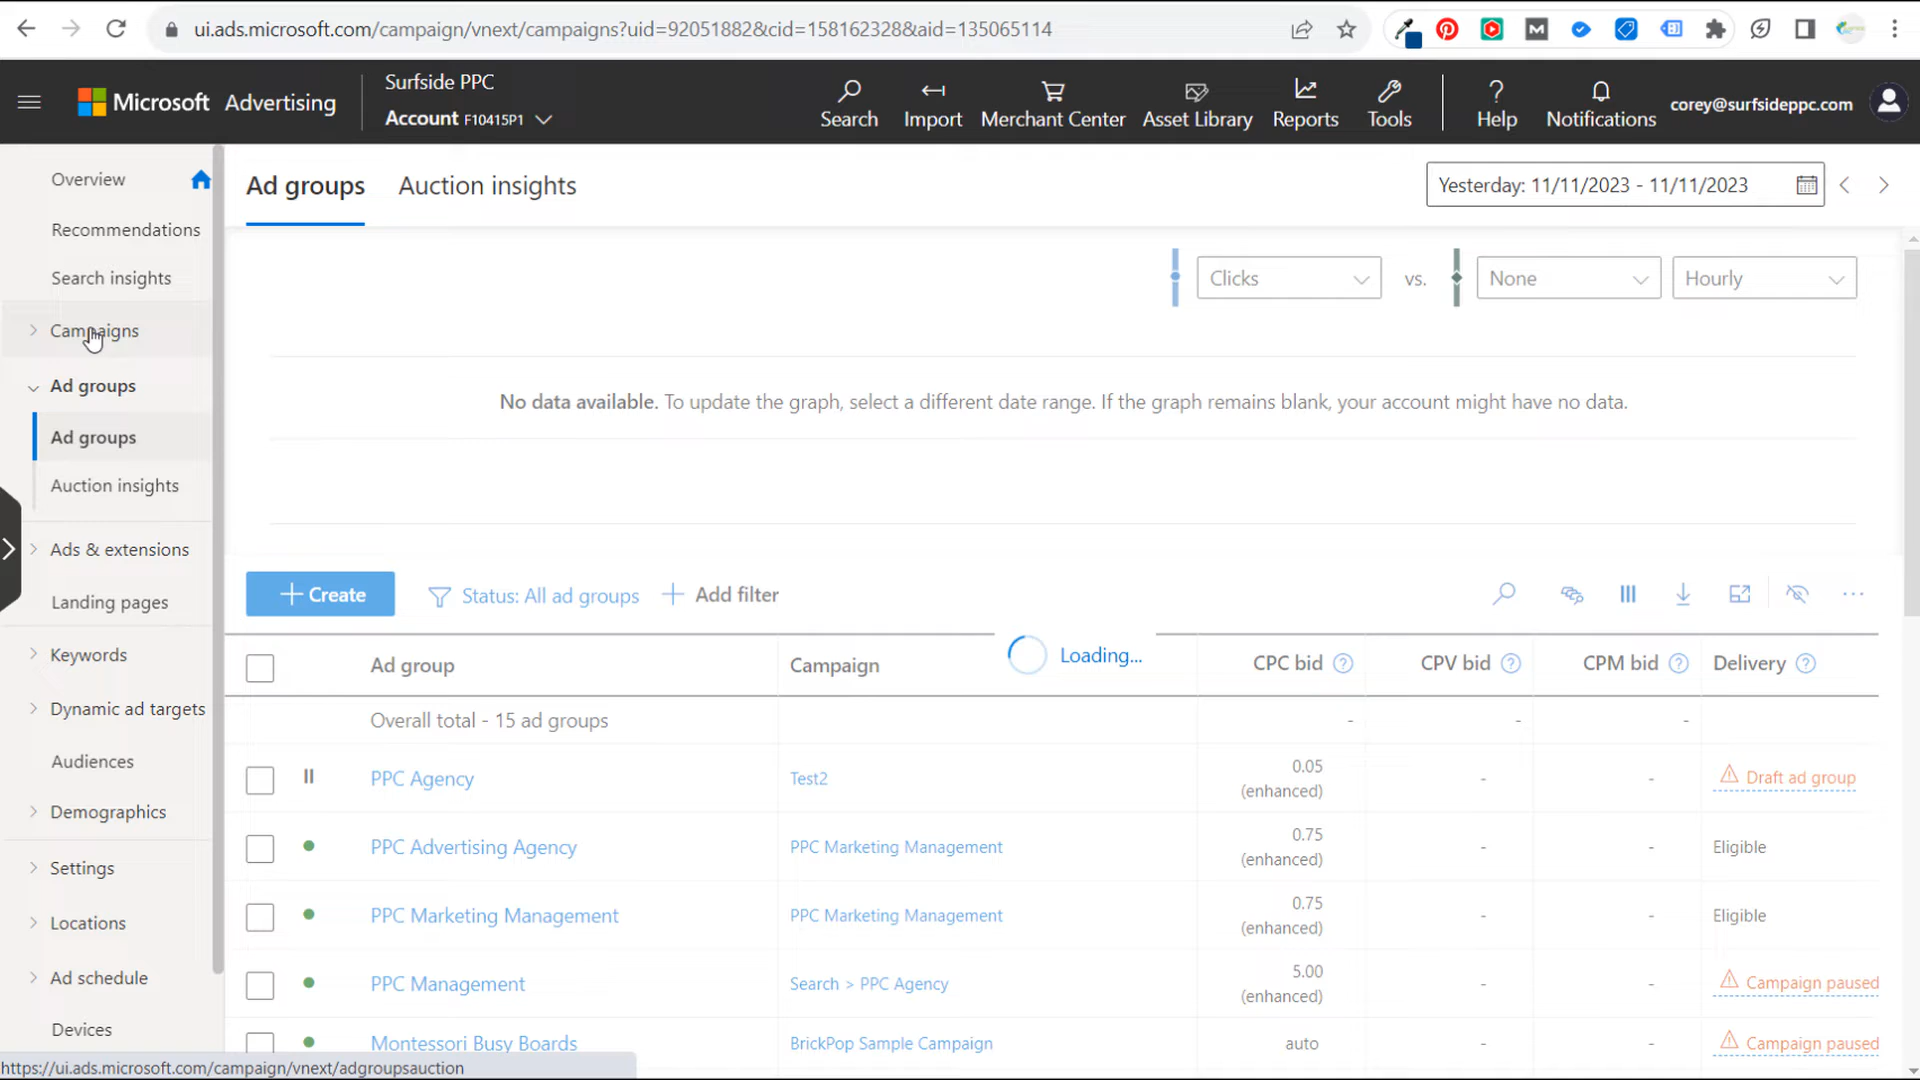 ui.ads.microsoft.com/campaign/vnext/campaigns?uid=92051882&cid=158162328&aid=135065114
Microsoft Advertising
Surfside PPC
Account F10415P1
Search
Import
Merchant Center
Asset Library
Reports
Tools
Help
Notifications
corey@surfsideppc.com
Overview
Recommendations
Search insights
Campaigns
Ad groups
Ad groups
Auction insights
Ads & extensions
Landing pages
Keywords
Dynamic ad targets
Audiences
Demographics
Settings
Locations
Ad schedule
Devices
Ad groups Auction insights
Yesterday: 11/11/2023 - 11/11/2023
Clicks vs. None Hourly
No data available. To update the graph, select a different date range. If the graph remains blank, your account might have no data.
+ Create Status: All ad groups + Add filter
Loading...
Ad group Campaign CPC bid CPV bid CPM bid Delivery
Overall total - 15 ad groups - - -
PPC Agency Test2 0.05 (enhanced) - - Draft ad group
PPC Advertising Agency PPC Marketing Management 0.75 (enhanced) - - Eligible
PPC Marketing Management PPC Marketing Management 0.75 (enhanced) - - Eligible
PPC Management Search > PPC Agency 5.00 (enhanced) - - Campaign paused
Montessori Busy Boards BrickPop Sample Campaign auto - - Campaign paused
https://ui.ads.microsoft.com/campaign/vnext/adgroupsauction